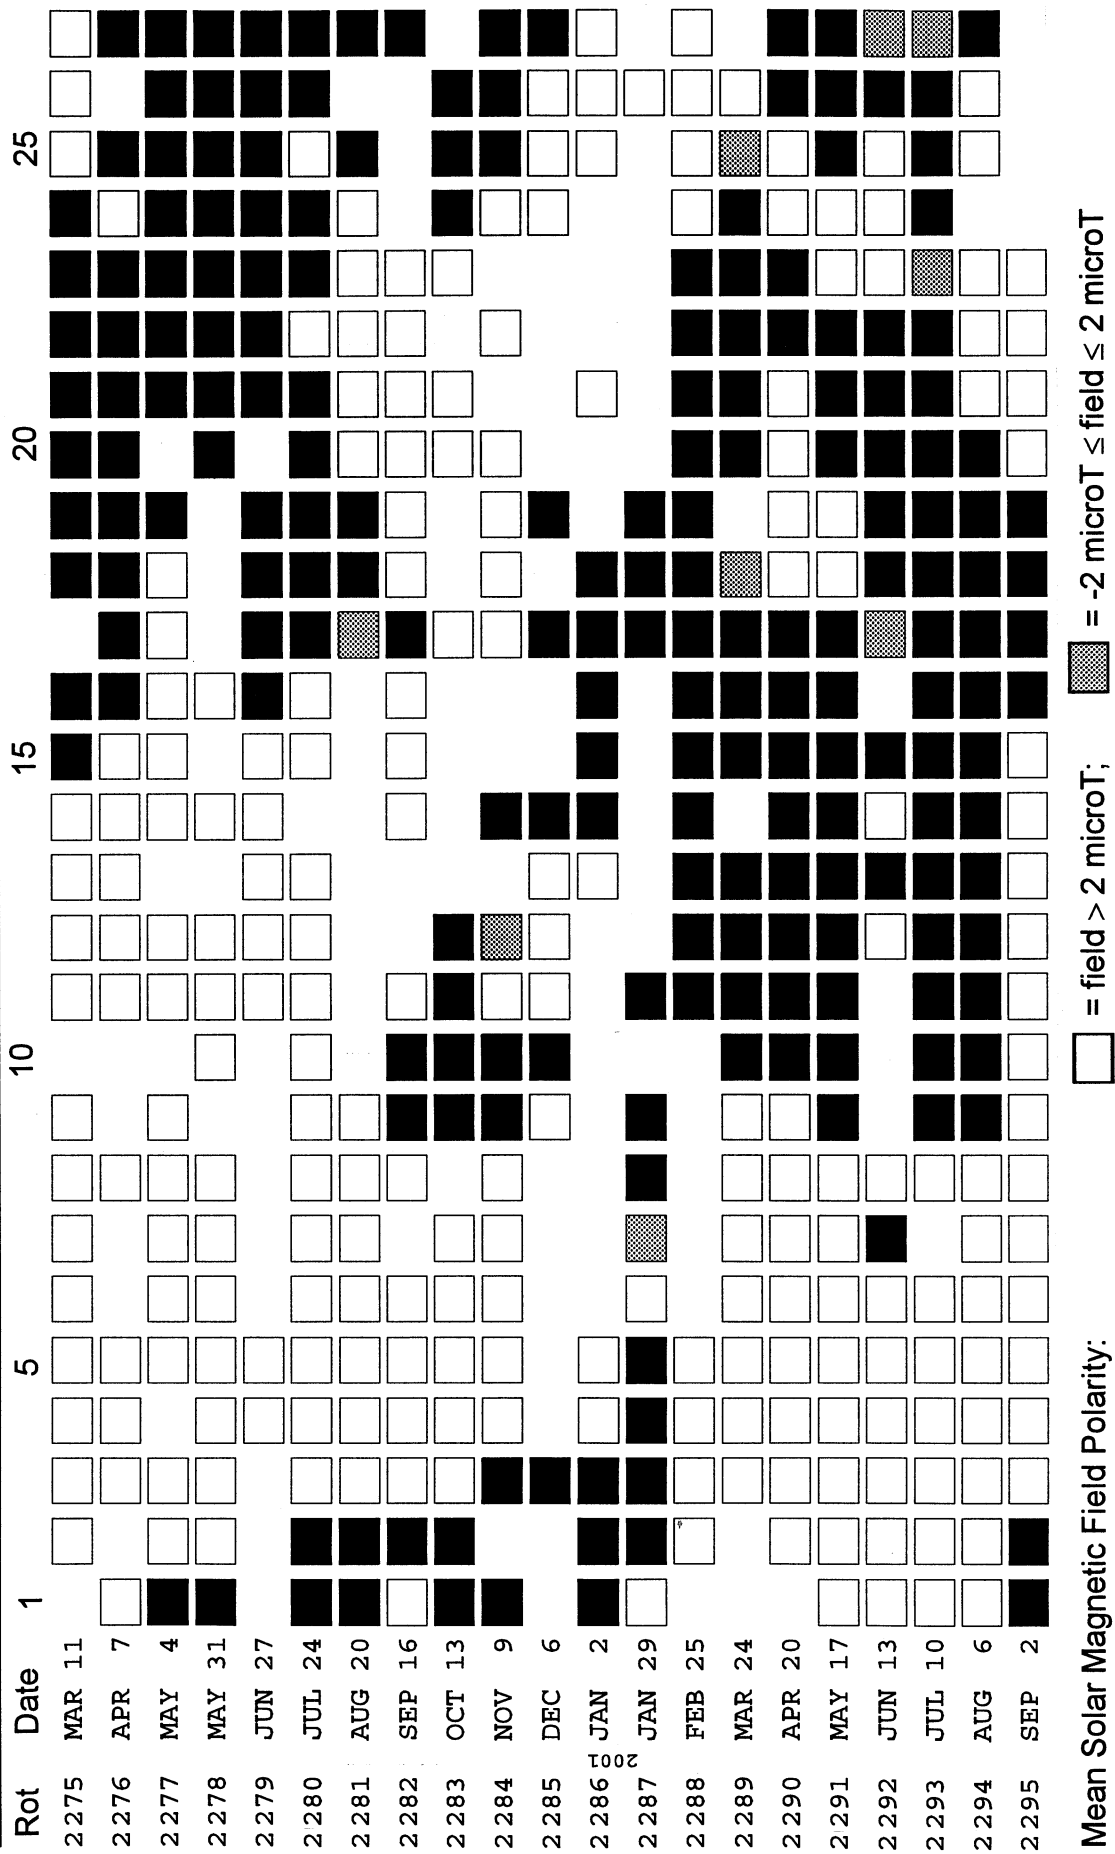 Rot Date 1 5 10 15 20 25
2275 MAR 11
2276 APR 7
2277 MAY 4
2278 MAY 31
2279 JUN 27
2280 JUL 24
2281 AUG 20
2282 SEP 16
2283 OCT 13
2284 NOV 9
2285 DEC 6
2286 JAN 2
2001
2287 JAN 29
2288 FEB 25
2289 MAR 24
2290 APR 20
2291 MAY 17
2292 JUN 13
2293 JUL 10
2294 AUG 6
2295 SEP 2
Mean Solar Magnetic Field Polarity: = field > 2 microT; = -2 microT ≤ field ≤ 2 microT